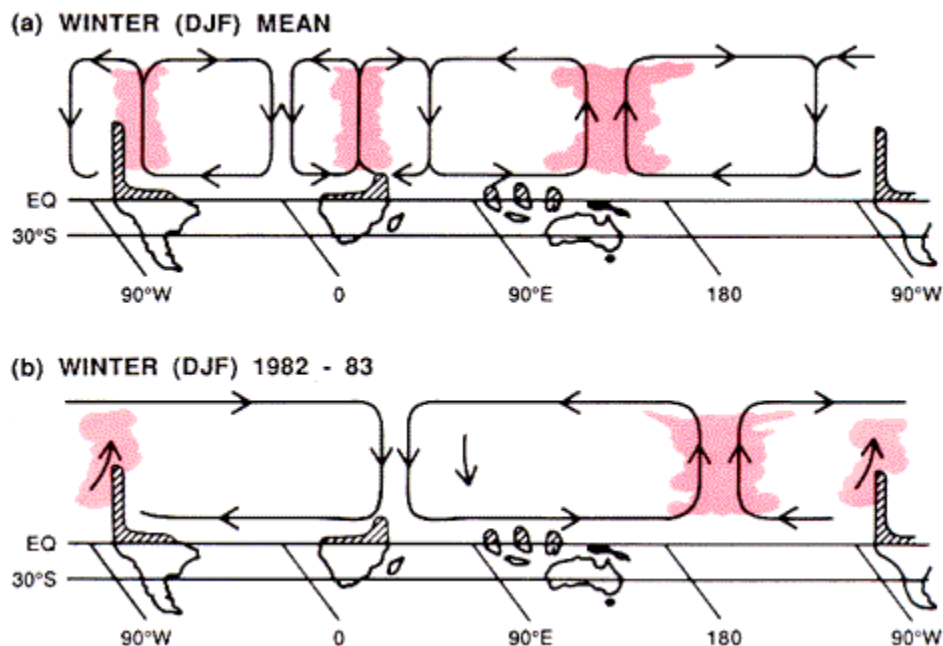 (a) WINTER (DJF) MEAN
EQ
30°S
90°W 0 90°E 180 90°W
(b) WINTER (DJF) 1982 - 83
EQ
30°S
90°W 0 90°E 180 90°W